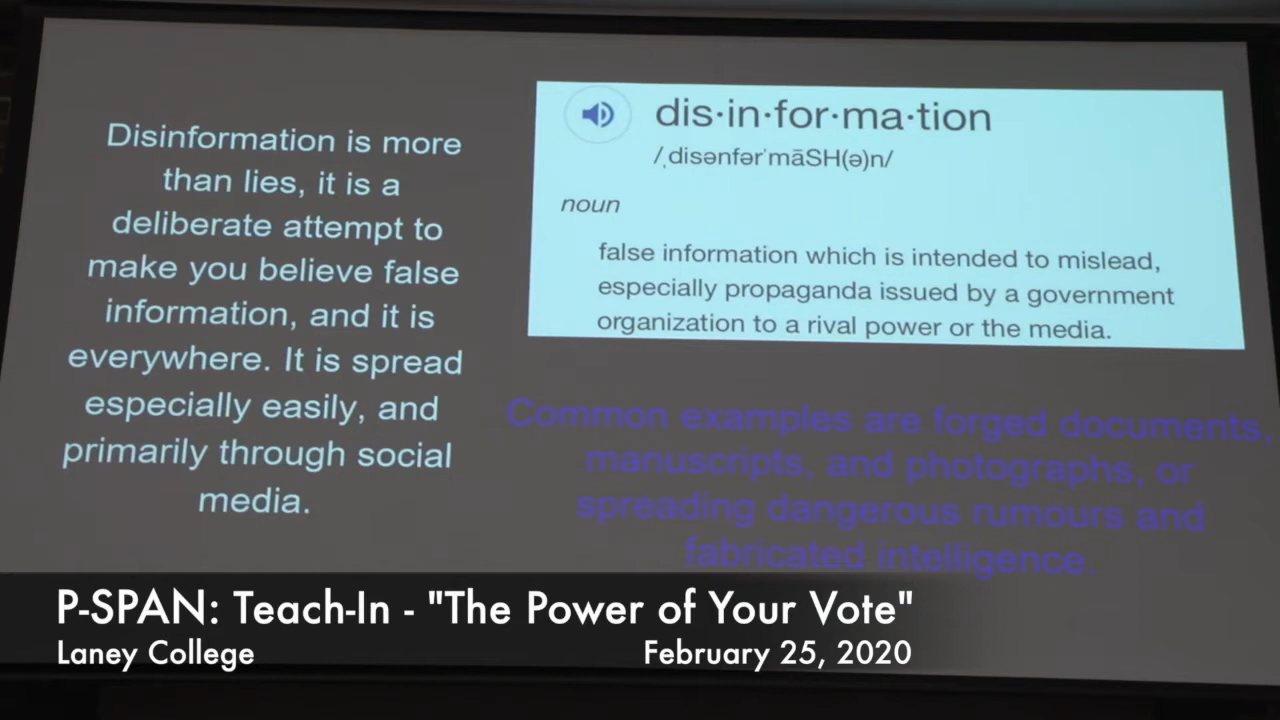 Disinformation is more
than lies, it is a
deliberate attempt to
make you believe false
information, and it is
everywhere. It is spread
especially easily, and
primarily through social
media.
dis·in·for·ma·tion
/ˌdisənfərˈmāSH(ə)n/
noun
false information which is intended to mislead,
especially propaganda issued by a government
organization to a rival power or the media.
Common examples are forged documents,
manuscripts, and photographs, or
spreading dangerous rumours and
fabricated intelligence.
P-SPAN: Teach-In - "The Power of Your Vote"
Laney College February 25, 2020